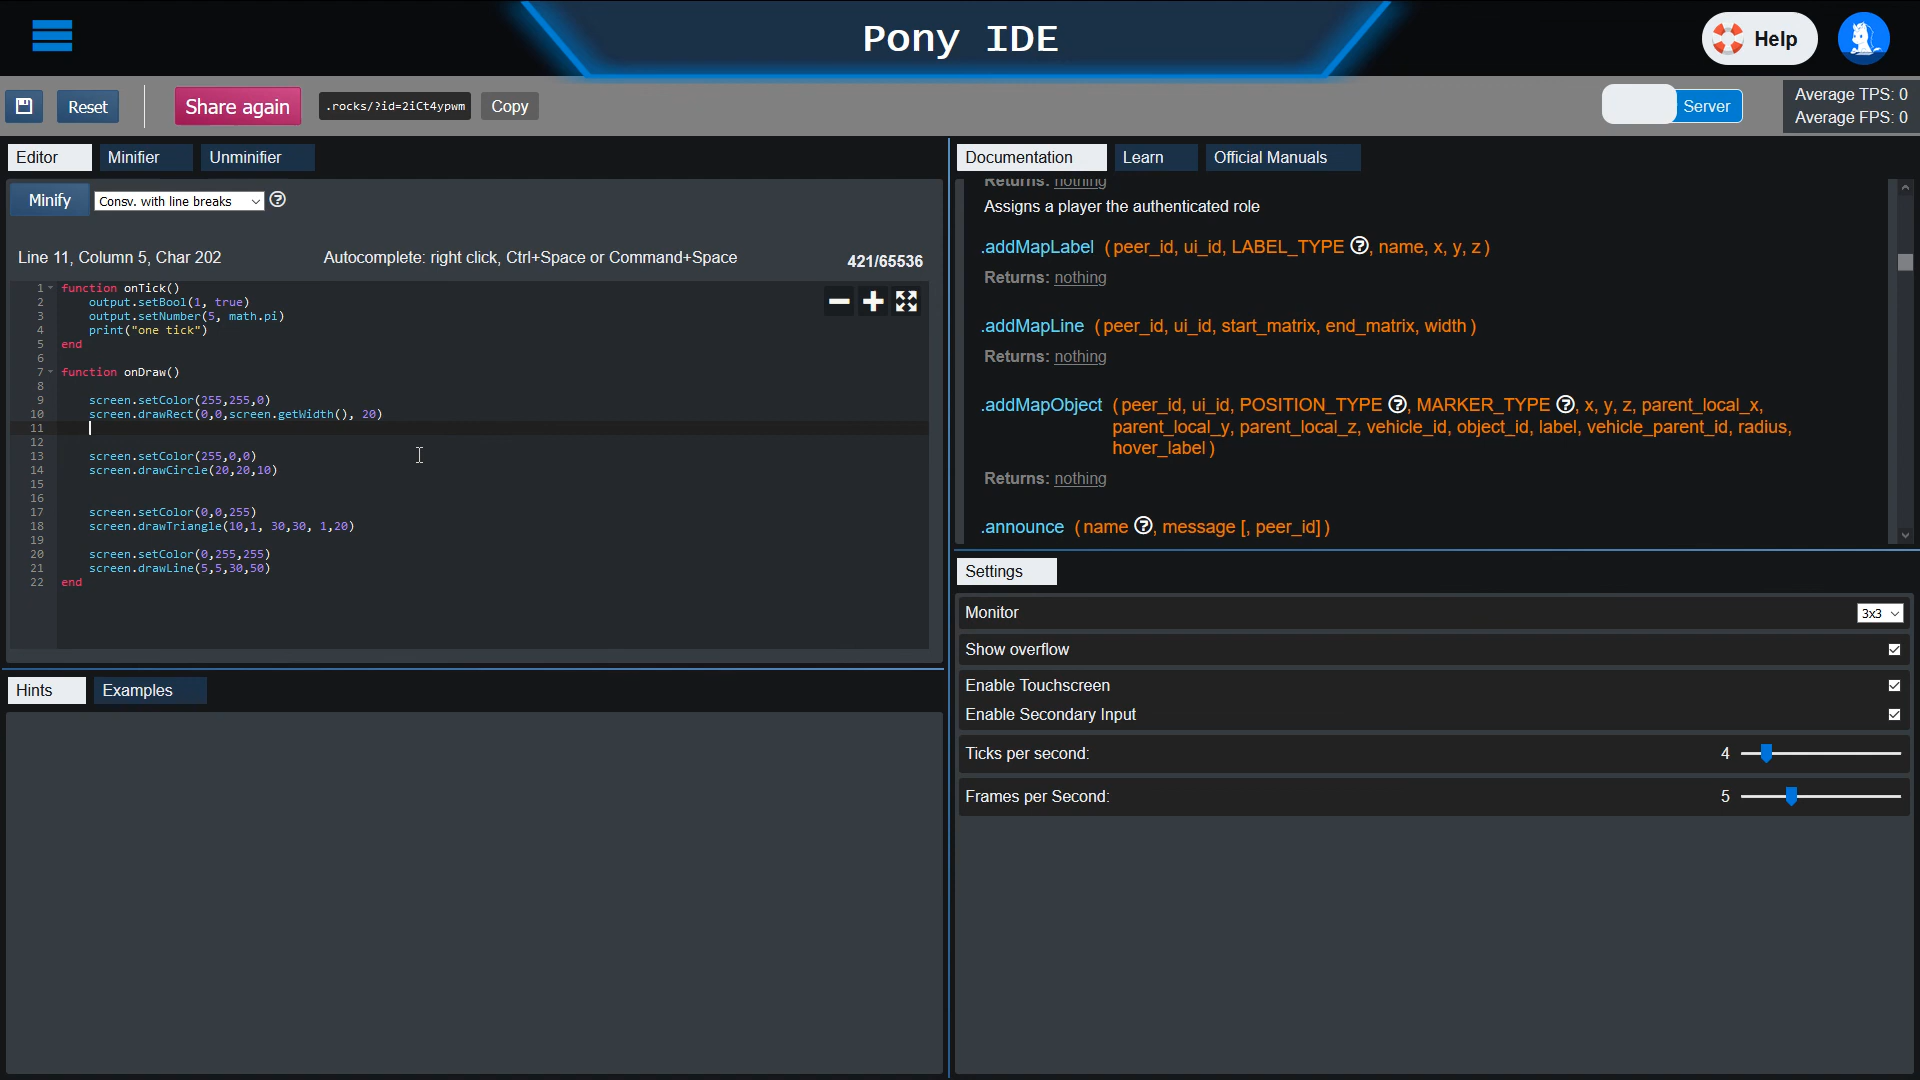 Pony IDE
Help
Reset
Share again
.rocks/?id=2iCt4ypwm
Copy
Server
Average TPS: 0
Average FPS: 0
Editor
Minifier
Unminifier
Minify
Consv. with line breaks
Line 11, Column 5, Char 202
Autocomplete: right click, Ctrl+Space or Command+Space
421/65536
1 function onTick()
2 output.setBool(1, true)
3 output.setNumber(5, math.pi)
4 print("one tick")
5 end
6
7 function onDraw()
8
9 screen.setColor(255,255,0)
10 screen.drawRect(0,0,screen.getWidth(), 20)
11
12
13 screen.setColor(255,0,0)
14 screen.drawCircle(20,20,10)
15
16
17 screen.setColor(0,0,255)
18 screen.drawTriangle(10,1, 30,30, 1,20)
19
20 screen.setColor(0,255,255)
21 screen.drawLine(5,5,30,50)
22 end
Hints
Examples
Documentation
Learn
Official Manuals
Returns: nothing
Assigns a player the authenticated role
.addMapLabel (peer_id, ui_id, LABEL_TYPE ?, name, x, y, z)
Returns: nothing
.addMapLine (peer_id, ui_id, start_matrix, end_matrix, width)
Returns: nothing
.addMapObject (peer_id, ui_id, POSITION_TYPE ?, MARKER_TYPE ?, x, y, z, parent_local_x,
parent_local_y, parent_local_z, vehicle_id, object_id, label, vehicle_parent_id, radius,
hover_label)
Returns: nothing
.announce (name ?, message [, peer_id])
Settings
Monitor
3x3
Show overflow
Enable Touchscreen
Enable Secondary Input
Ticks per second:
4
Frames per Second:
5